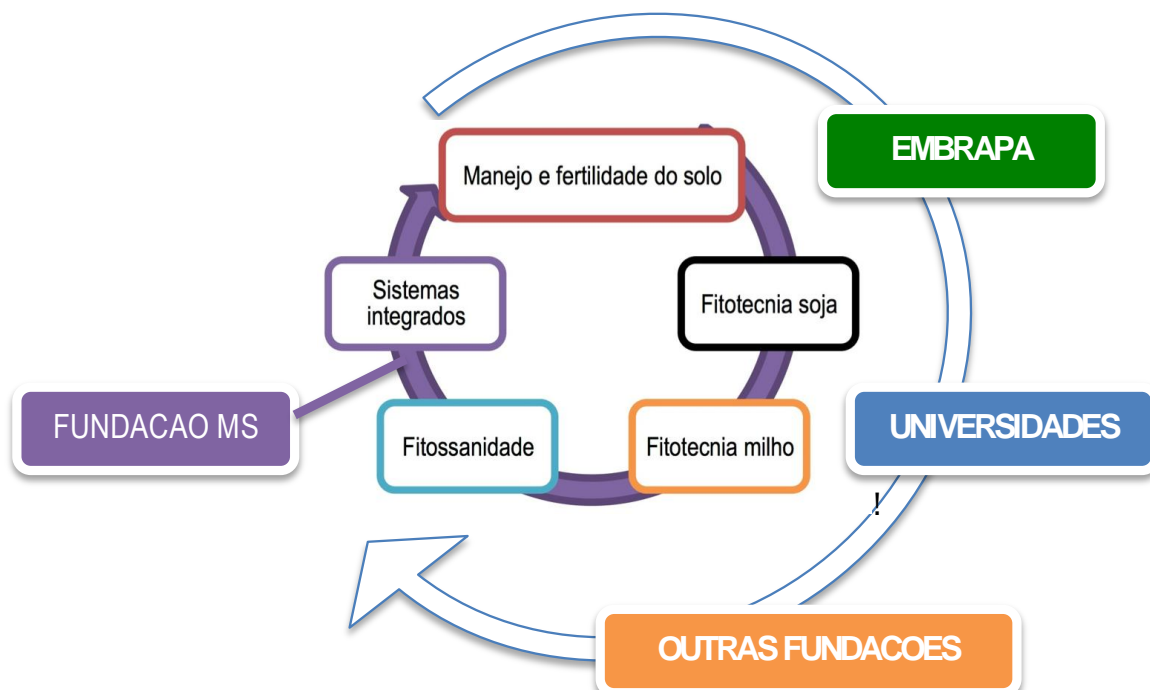 EMBRAPA
Manejo e fertilidade do solo
Sistemas
integrados
Fitotecnia soja
FUNDACAO MS
UNIVERSIDADES
Fitossanidade
Fitotecnia milho
!
OUTRAS FUNDACOES